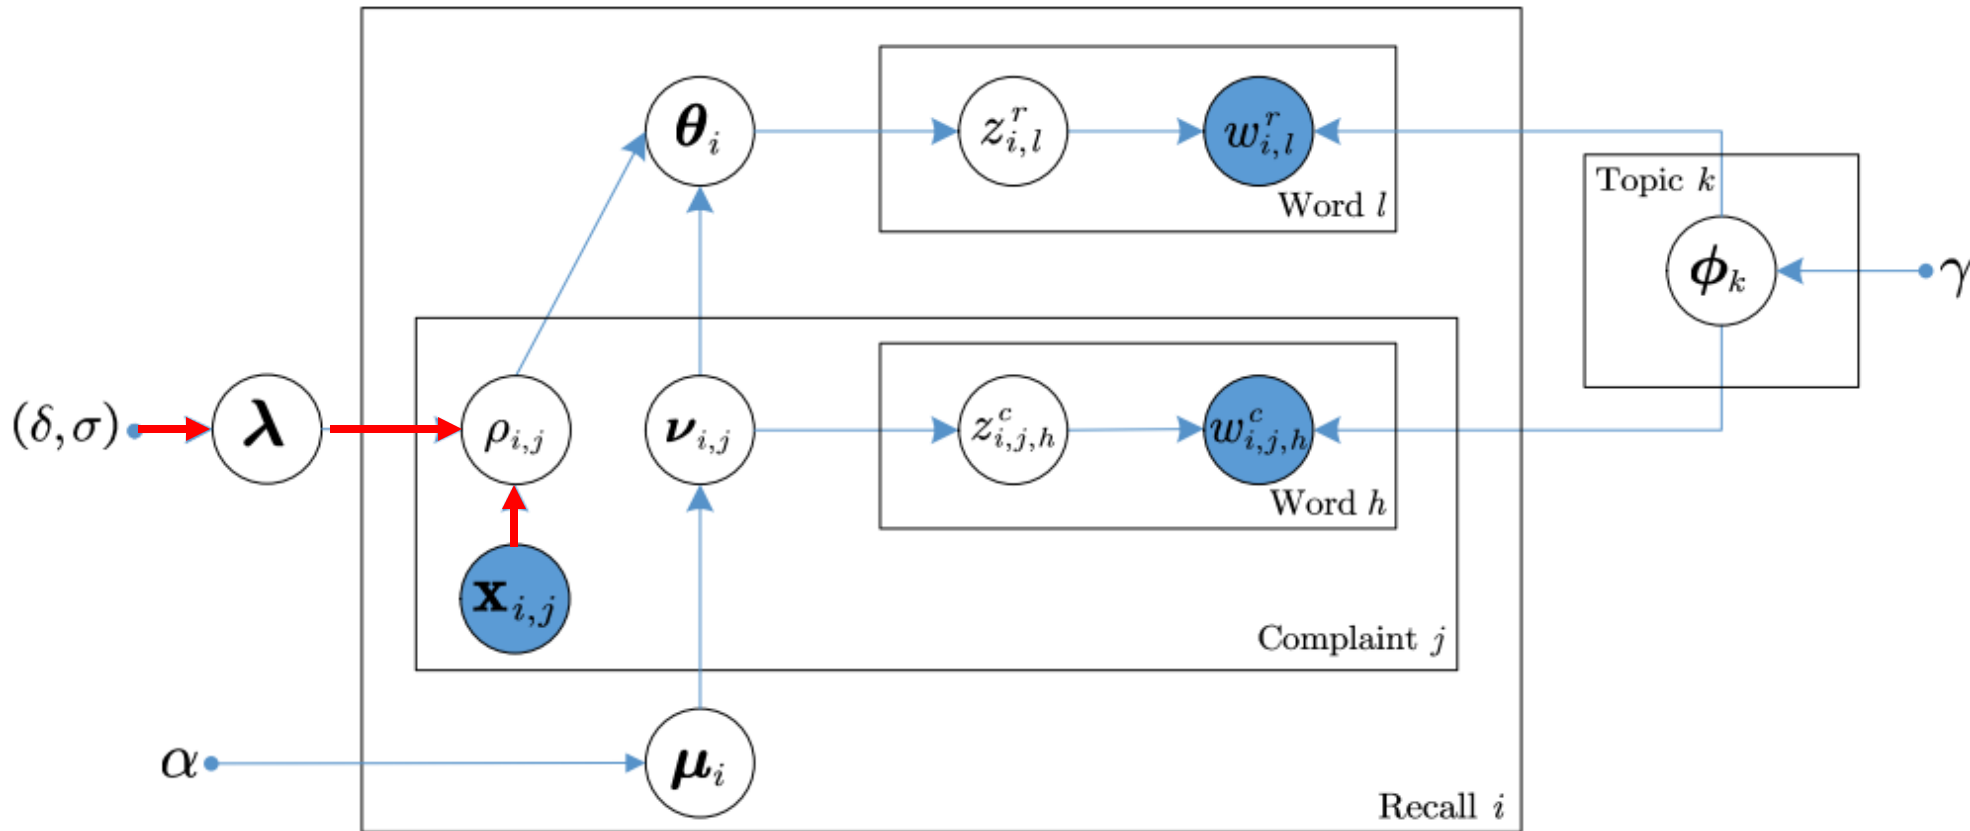 θ_i
z^r_{i,l}
w^r_{i,l}
Word l
Topic k
ϕ_k
γ
(δ, σ)
λ
ρ_{i,j}
ν_{i,j}
z^c_{i,j,h}
w^c_{i,j,h}
Word h
x_{i,j}
Complaint j
α
μ_i
Recall i